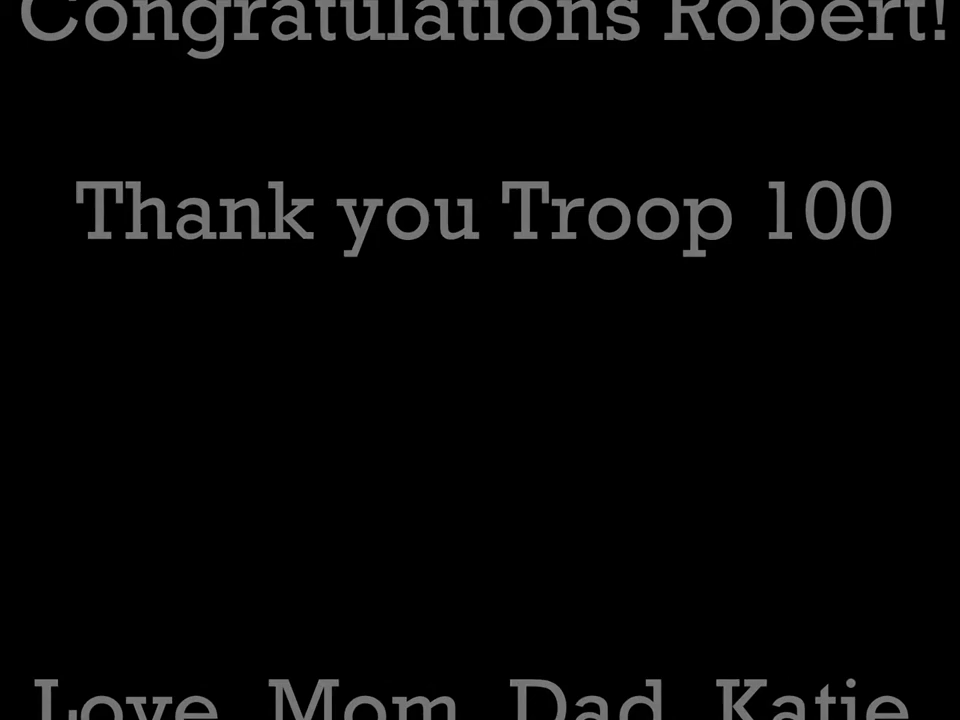 Congratulations Robert!
Thank you Troop 100
Love, Mom, Dad, Katie,